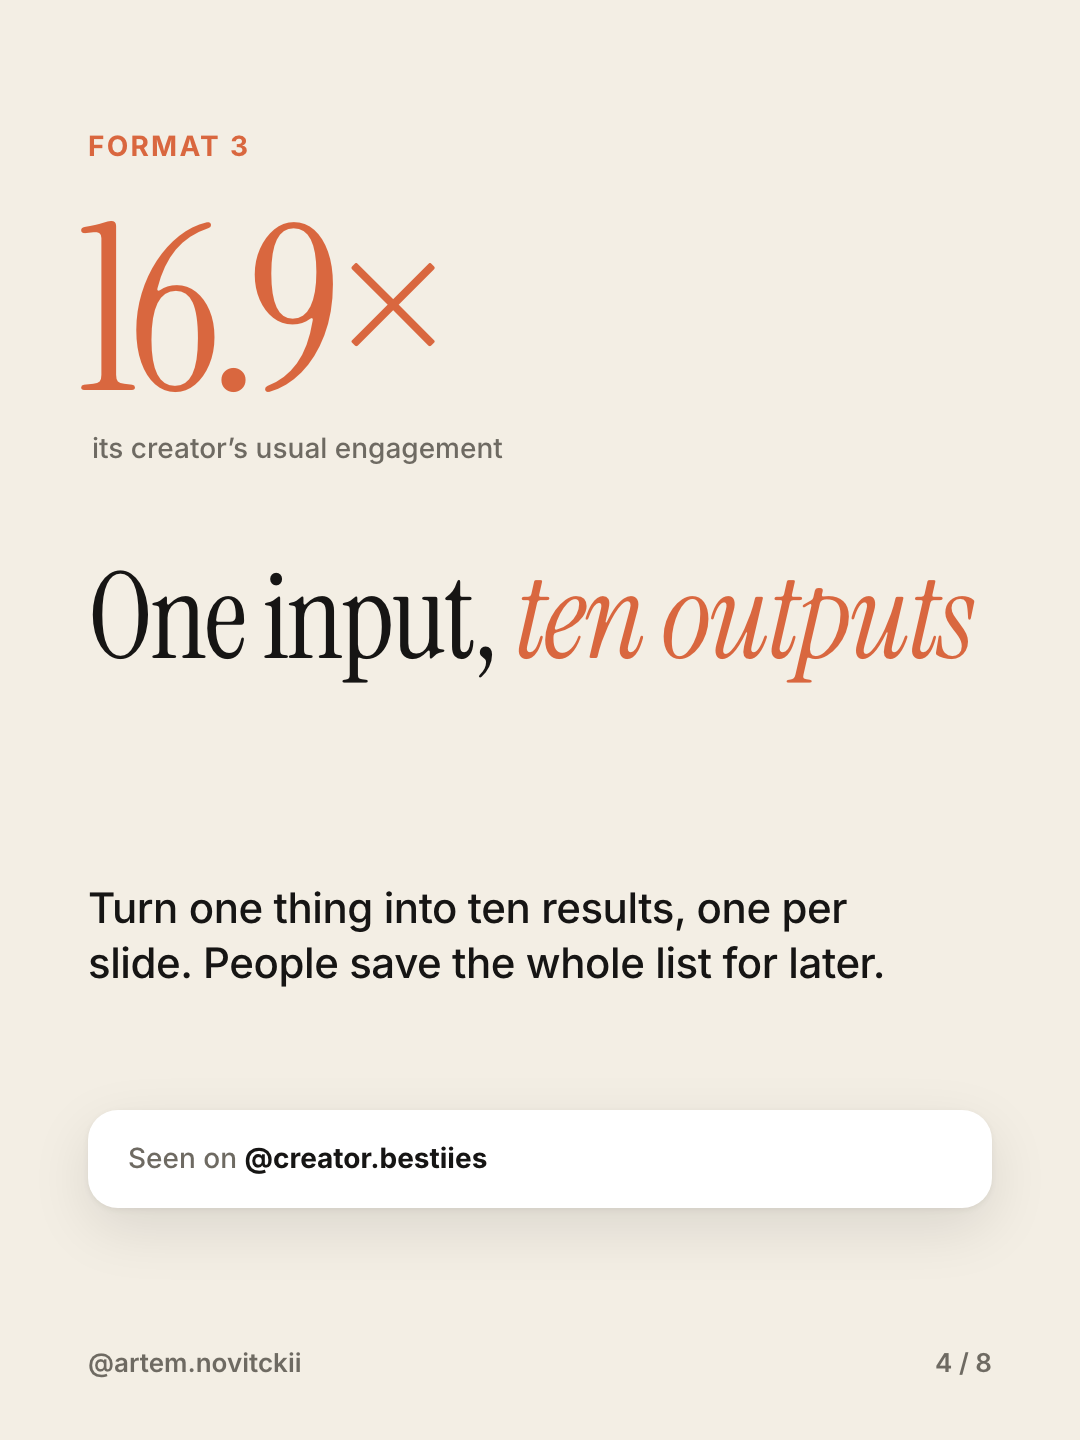 FORMAT 3
16.9×
its creator’s usual engagement
One input, ten outputs
Turn one thing into ten results, one per
slide. People save the whole list for later.
Seen on @creator.bestiies
@artem.novitckii
4 / 8